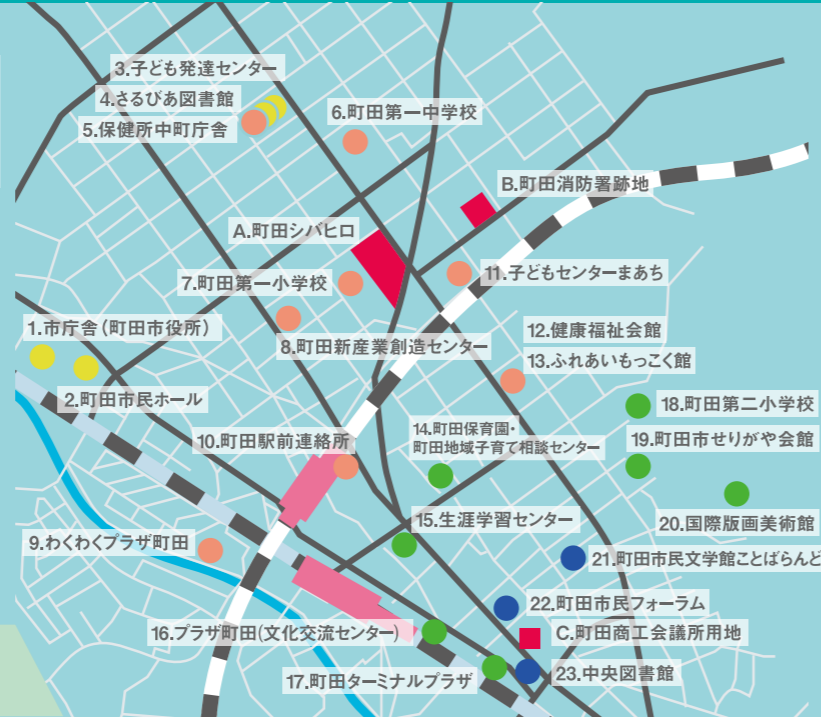 3.子ども発達センター
4.さるびあ図書館
5.保健所中町庁舎
6.町田第一中学校
B.町田消防署跡地
A.町田シバヒロ
7.町田第一小学校
11.子どもセンターまあち
1.市庁舎(町田市役所)
8.町田新産業創造センター
12.健康福祉会館
13.ふれあいもっこく館
2.町田市民ホール
18.町田第二小学校
10.町田駅前連絡所
14.町田保育園・
町田地域子育て相談センター
19.町田市せりがや会館
15.生涯学習センター
20.国際版画美術館
9.わくわくプラザ町田
21.町田市民文学館ことばらんど
22.町田市民フォーラム
16.プラザ町田(文化交流センター)
C.町田商工会議所用地
17.町田ターミナルプラザ
23.中央図書館